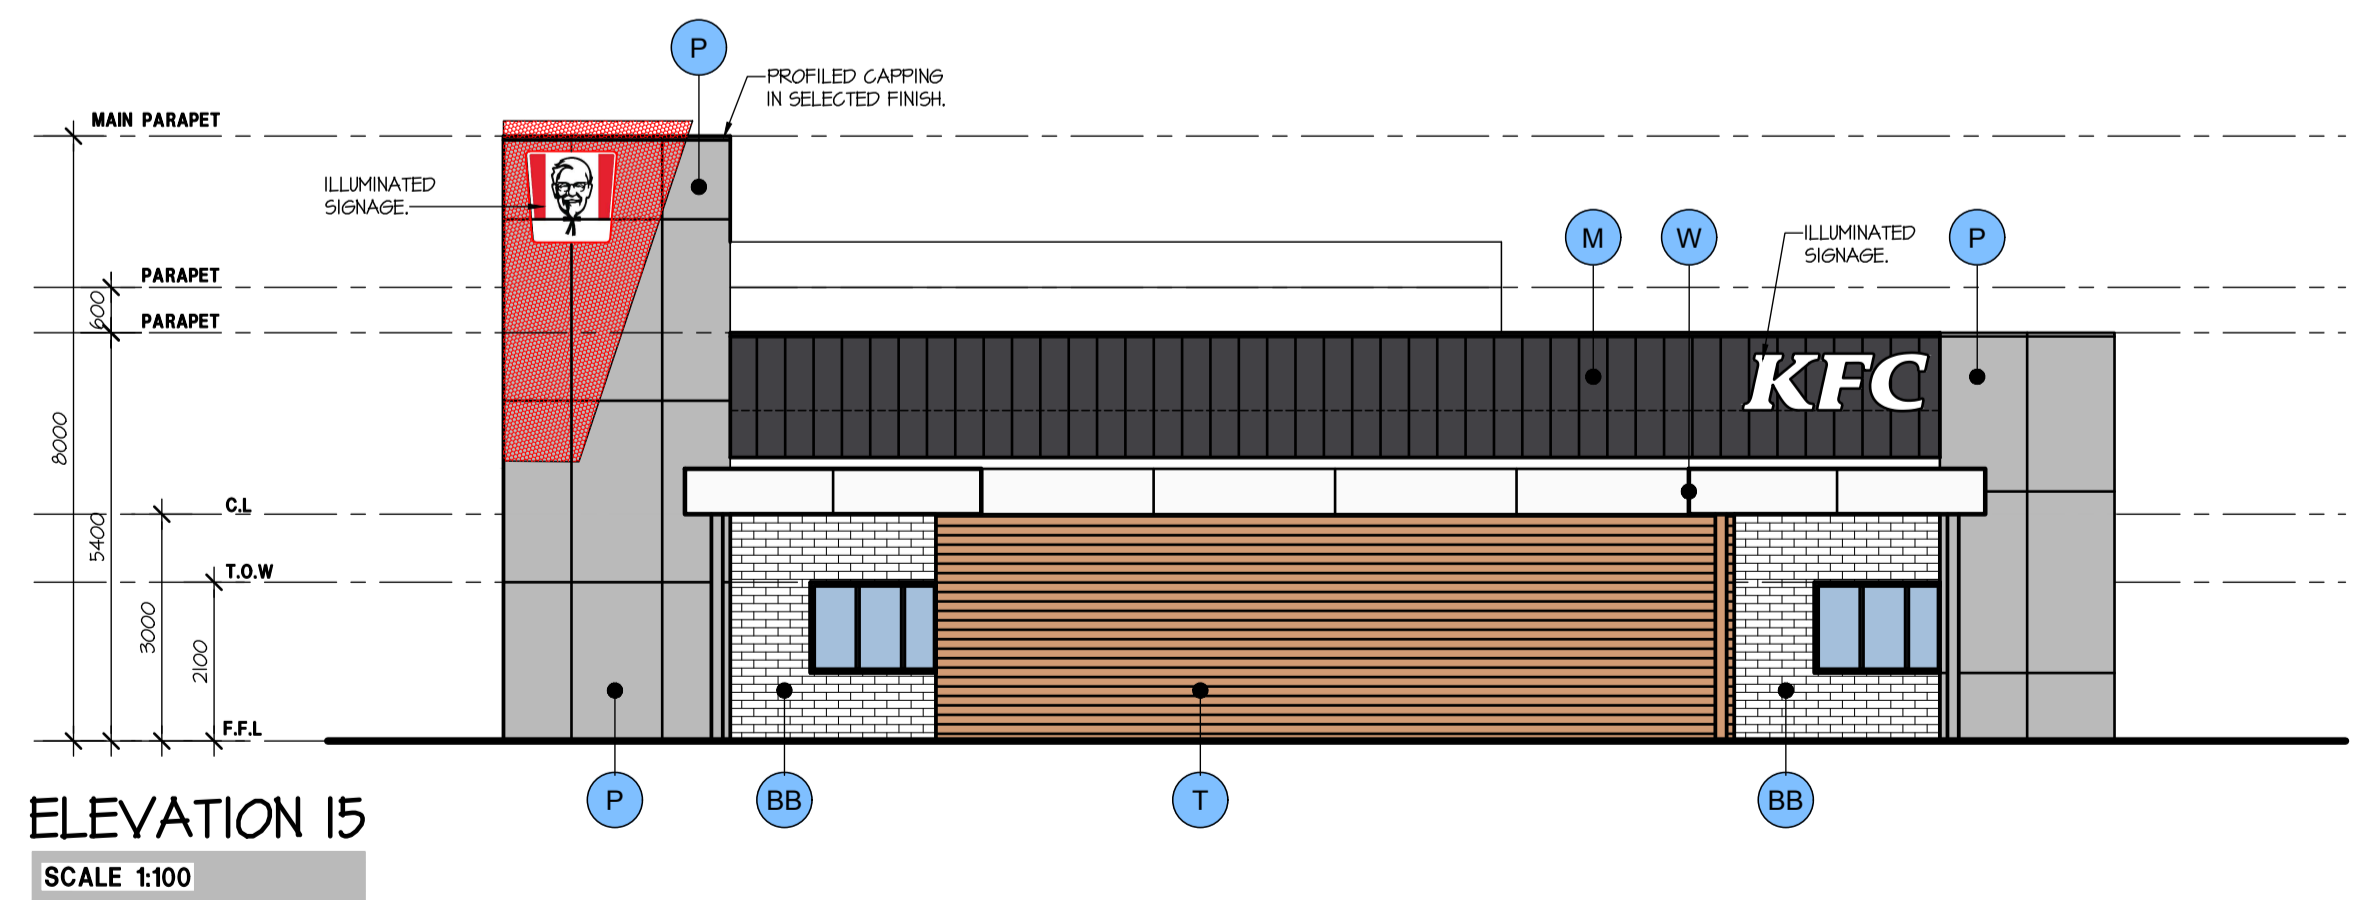 P
PROFILED CAPPING
IN SELECTED FINISH.
MAIN PARAPET
ILLUMINATED
SIGNAGE.
M
W
ILLUMINATED
SIGNAGE.
P
PARAPET
600
PARAPET
KFC
8000
C.L
5400
T.O.W
3000
2100
F.F.L
P
BB
T
BB
ELEVATION 15
SCALE 1:100